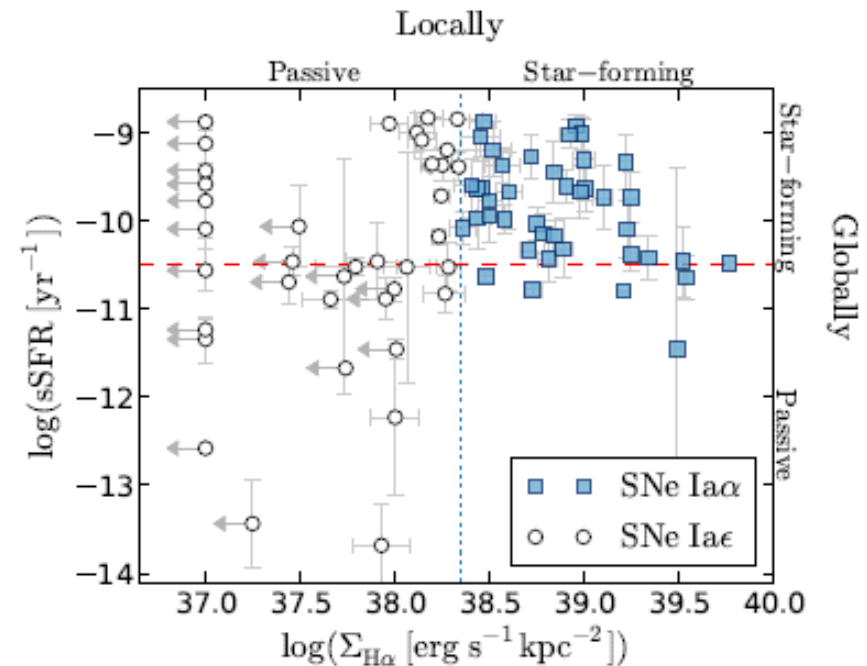 Locally
Passive
Star−forming
log(sSFR [yr⁻¹])
−9
−10
−11
−12
−13
−14
Star−forming
Passive
Globally
SNe Iaα
SNe Iaϵ
37.0
37.5
38.0
38.5
39.0
39.5
40.0
log(Σ_Hα [erg s⁻¹ kpc⁻²])